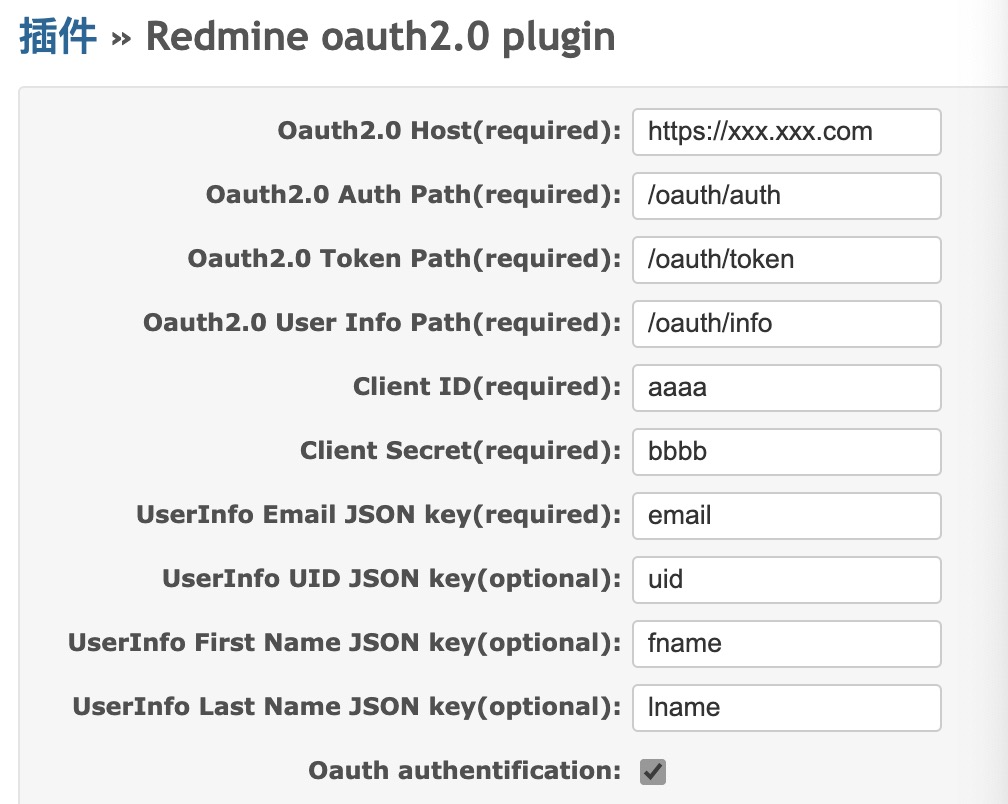 插件 » Redmine oauth2.0 plugin
Oauth2.0 Host(required): https://xxx.xxx.com
Oauth2.0 Auth Path(required): /oauth/auth
Oauth2.0 Token Path(required): /oauth/token
Oauth2.0 User Info Path(required): /oauth/info
Client ID(required): aaaa
Client Secret(required): bbbb
UserInfo Email JSON key(required): email
UserInfo UID JSON key(optional): uid
UserInfo First Name JSON key(optional): fname
UserInfo Last Name JSON key(optional): lname
Oauth authentification: